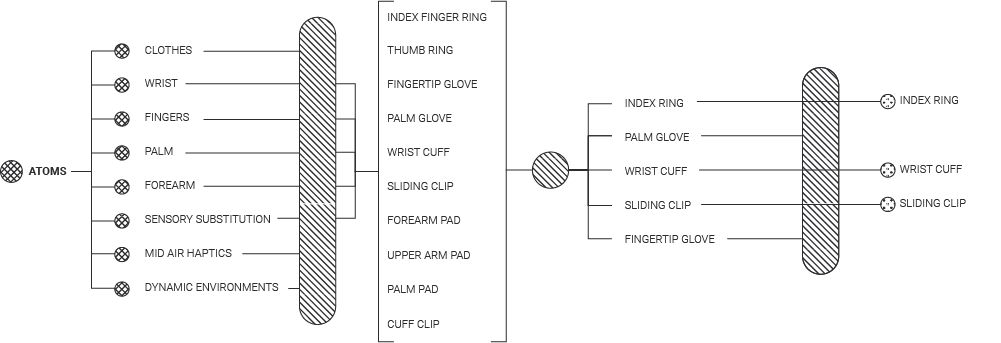 ATOMS
CLOTHES
WRIST
FINGERS
PALM
FOREARM
SENSORY SUBSTITUTION
MID AIR HAPTICS
DYNAMIC ENVIRONMENTS
INDEX FINGER RING
THUMB RING
FINGERTIP GLOVE
PALM GLOVE
WRIST CUFF
SLIDING CLIP
FOREARM PAD
UPPER ARM PAD
PALM PAD
CUFF CLIP
INDEX RING
PALM GLOVE
WRIST CUFF
SLIDING CLIP
FINGERTIP GLOVE
INDEX RING
WRIST CUFF
SLIDING CLIP